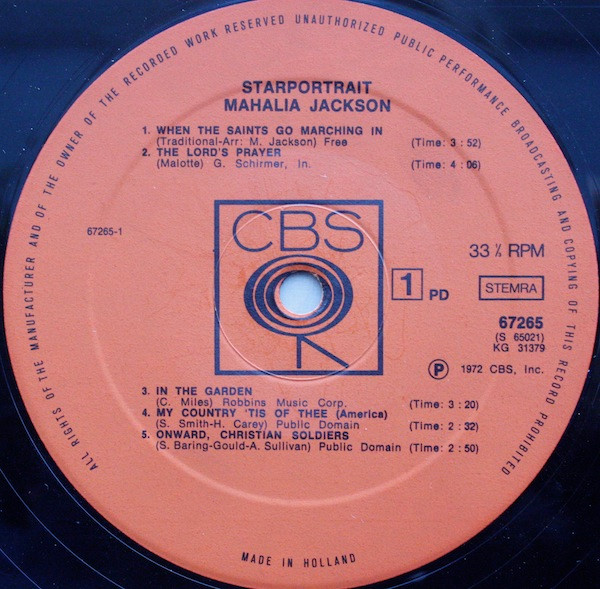 ALL RIGHTS OF THE MANUFACTURER AND OF THE OWNER OF THE RECORDED WORK RESERVED UNAUTHORIZED PUBLIC PERFORMANCE BROADCASTING AND COPYING OF THIS RECORD PROHIBITED
STARPORTRAIT
MAHALIA JACKSON
1. WHEN THE SAINTS GO MARCHING IN
(Traditional-Arr: M. Jackson) Free (Time: 3 : 52)
2. THE LORD'S PRAYER
(Malotte) G. Schirmer, In. (Time: 4 : 06)
67265-1
CBS
33 ⅓ RPM
1 PD STEMRA
67265
(S 65021)
KG 31379
Ⓟ 1972 CBS, Inc.
3. IN THE GARDEN
(C. Miles) Robbins Music Corp. (Time: 3 : 20)
4. MY COUNTRY 'TIS OF THEE (America)
(S. Smith-H. Carey) Public Domain (Time: 2 : 32)
5. ONWARD, CHRISTIAN SOLDIERS
(S. Baring-Gould-A. Sullivan) Public Domain (Time: 2 : 50)
MADE IN HOLLAND